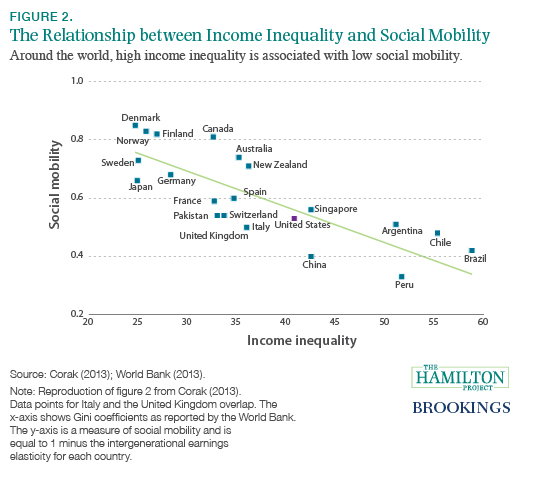 FIGURE 2.
The Relationship between Income Inequality and Social Mobility
Around the world, high income inequality is associated with low social mobility.
1.0
Denmark
Canada
0.8
Finland
Norway
Australia
Sweden
New Zealand
Japan
Germany
Social mobility
Spain
0.6
France
Singapore
Pakistan
Switzerland
Italy
United States
United Kingdom
Argentina
Chile
0.4
China
Brazil
Peru
0.2
20
25
30
35
40
45
50
55
60
Income inequality
Source: Corak (2013); World Bank (2013).
Note: Reproduction of figure 2 from Corak (2013).
Data points for Italy and the United Kingdom overlap. The
x-axis shows Gini coefficients as reported by the World Bank.
The y-axis is a measure of social mobility and is
equal to 1 minus the intergenerational earnings
elasticity for each country.
THE
HAMILTON
PROJECT
BROOKINGS